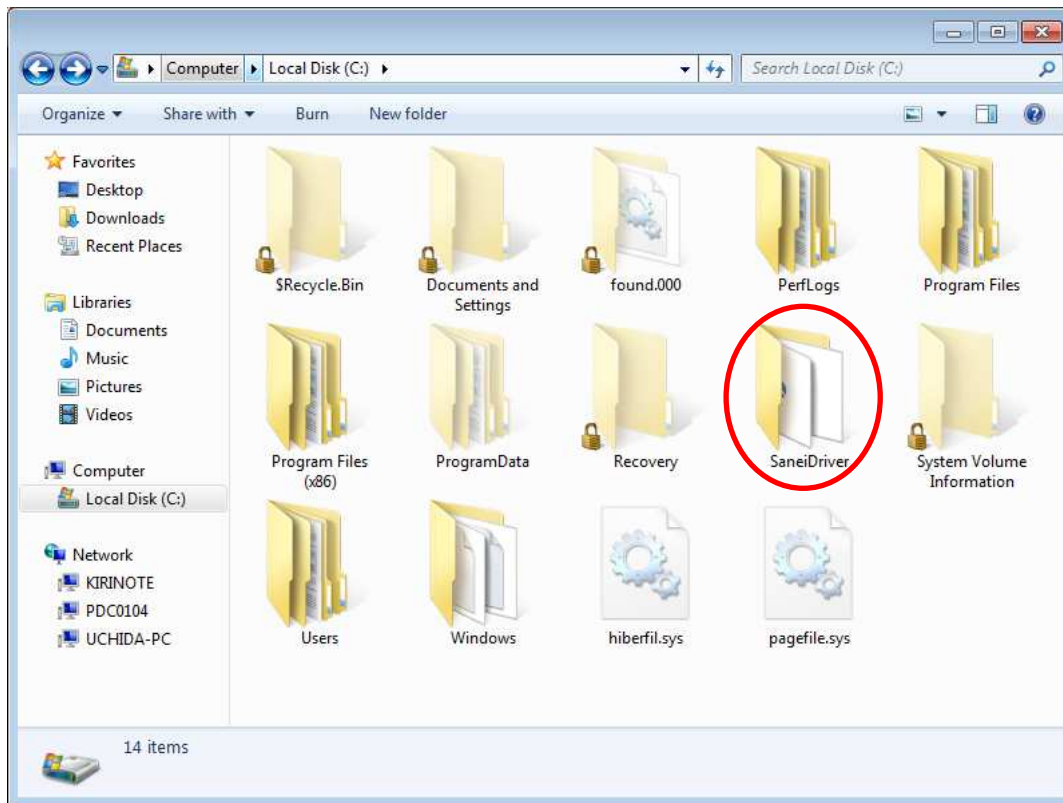 Computer
Local Disk (C:)
Search Local Disk (C:)
Organize
Share with
Burn
New folder
Favorites
Desktop
Downloads
Recent Places
Libraries
Documents
Music
Pictures
Videos
Computer
Local Disk (C:)
Network
KIRINOTE
PDC0104
UCHIDA-PC
$Recycle.Bin
Documents and
Settings
found.000
PerfLogs
Program Files
Program Files
(x86)
ProgramData
Recovery
SaneiDriver
System Volume
Information
Users
Windows
hiberfil.sys
pagefile.sys
14 items